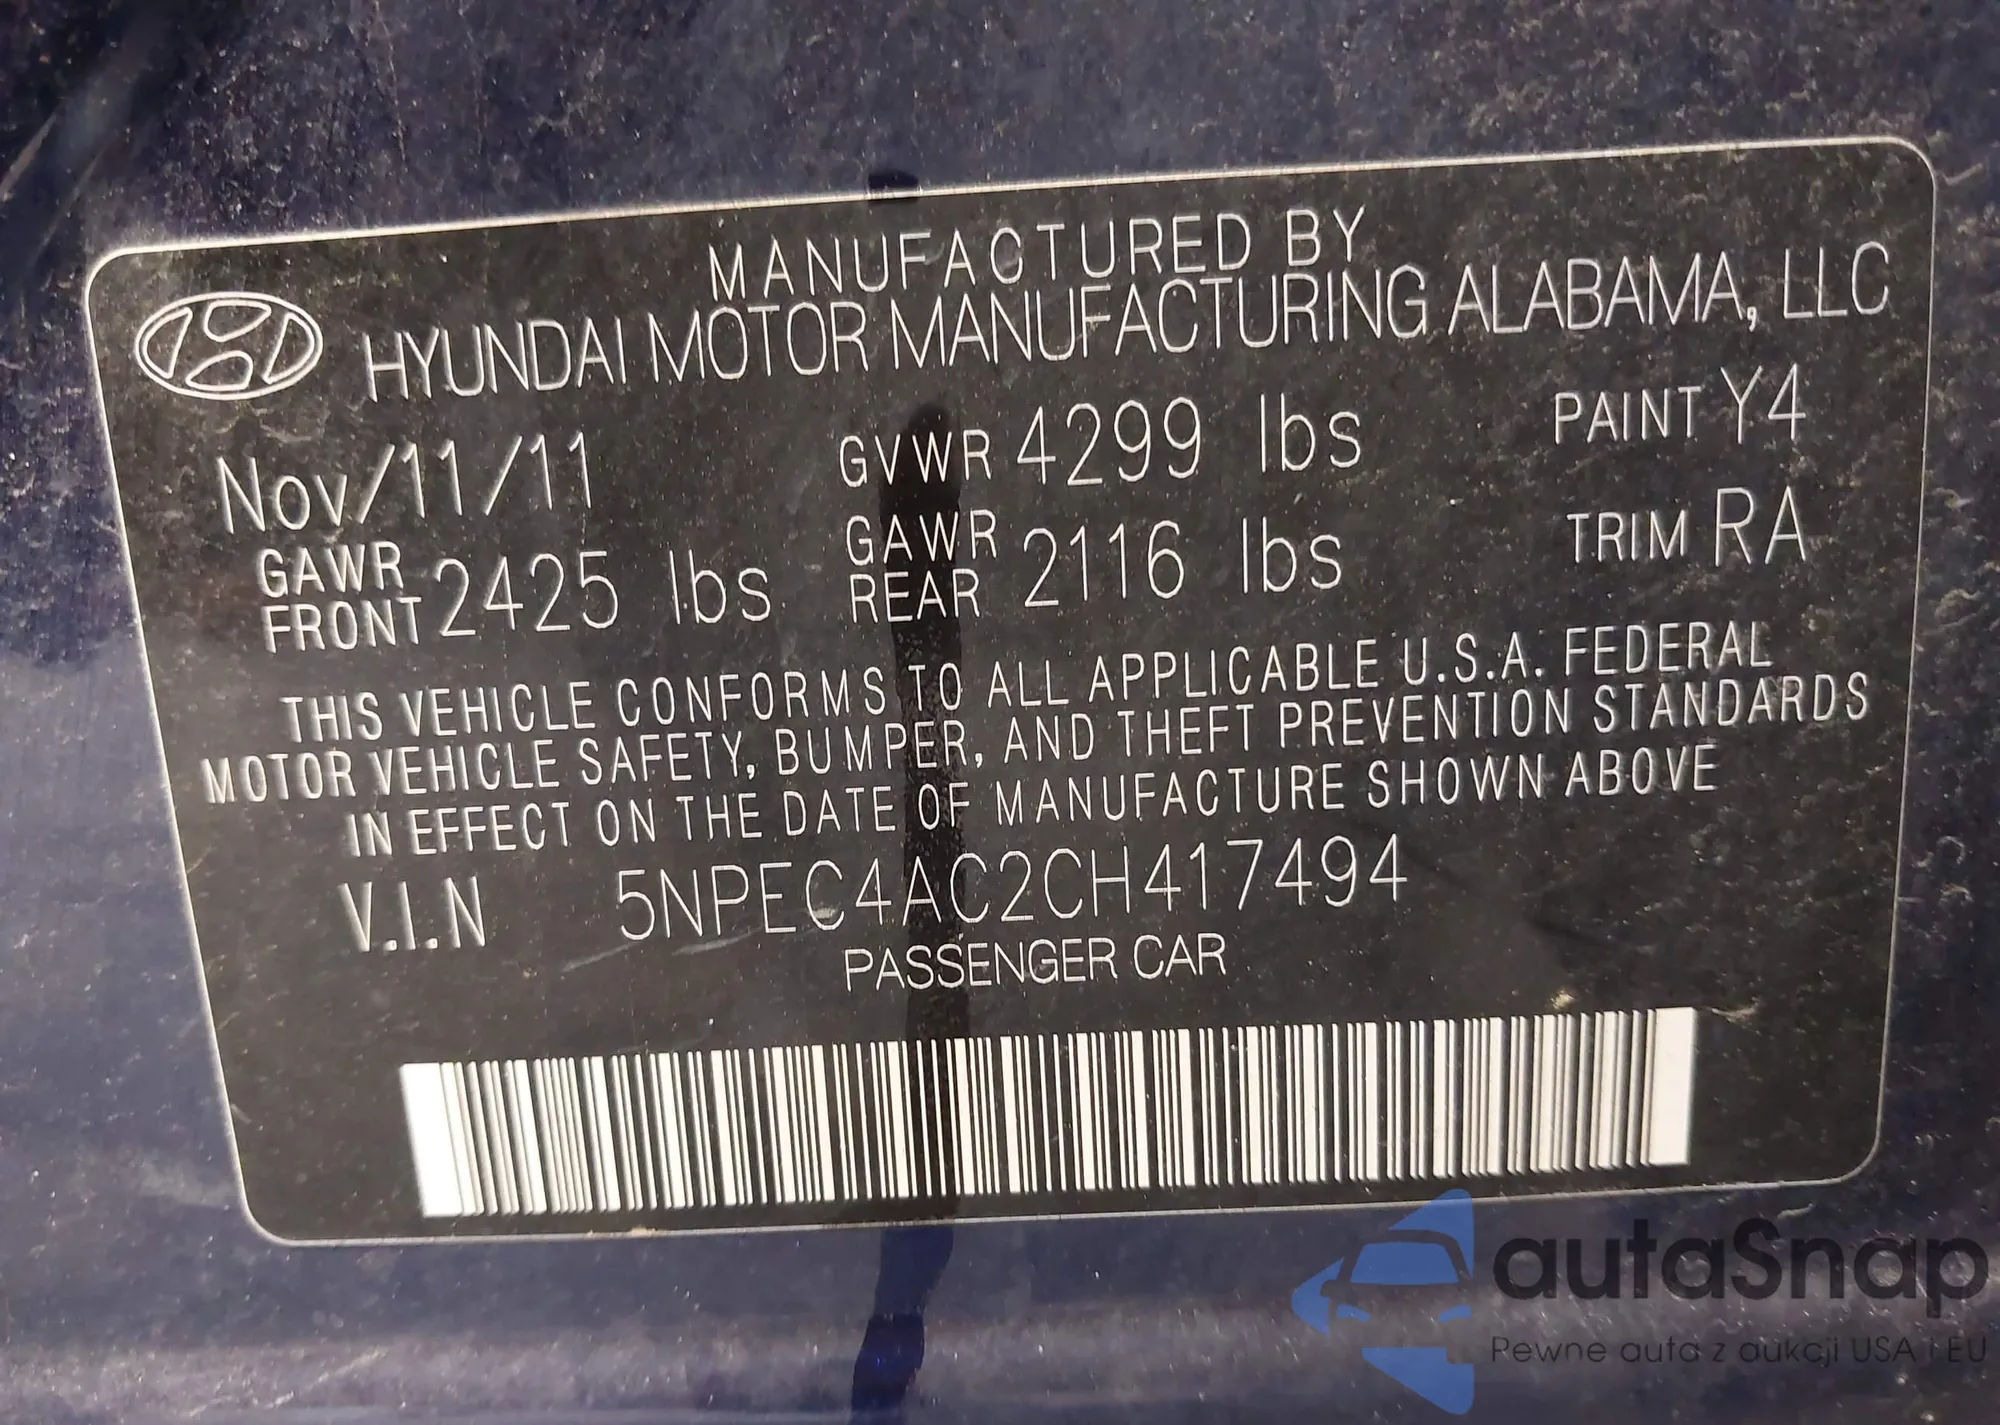 MANUFACTURED BY
HYUNDAI MOTOR MANUFACTURING ALABAMA, LLC
Nov/11/11 GVWR 4299 lbs PAINT Y4
GAWR FRONT 2425 lbs GAWR REAR 2116 lbs TRIM RA
THIS VEHICLE CONFORMS TO ALL APPLICABLE U.S.A. FEDERAL
MOTOR VEHICLE SAFETY, BUMPER, AND THEFT PREVENTION STANDARDS
IN EFFECT ON THE DATE OF MANUFACTURE SHOWN ABOVE
V.I.N 5NPEC4AC2CH417494
PASSENGER CAR
autaSnap
Pewne auta z aukcji USA i EU